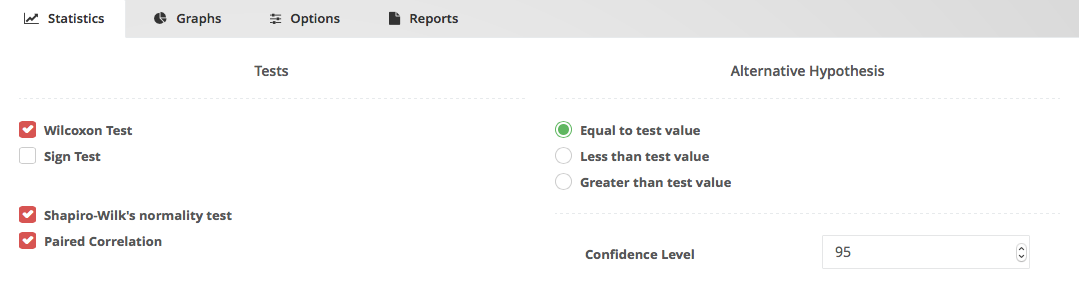 Statistics
Graphs
Options
Reports
Tests
Wilcoxon Test
Sign Test
Shapiro-Wilk's normality test
Paired Correlation
Alternative Hypothesis
Equal to test value
Less than test value
Greater than test value
Confidence Level
95